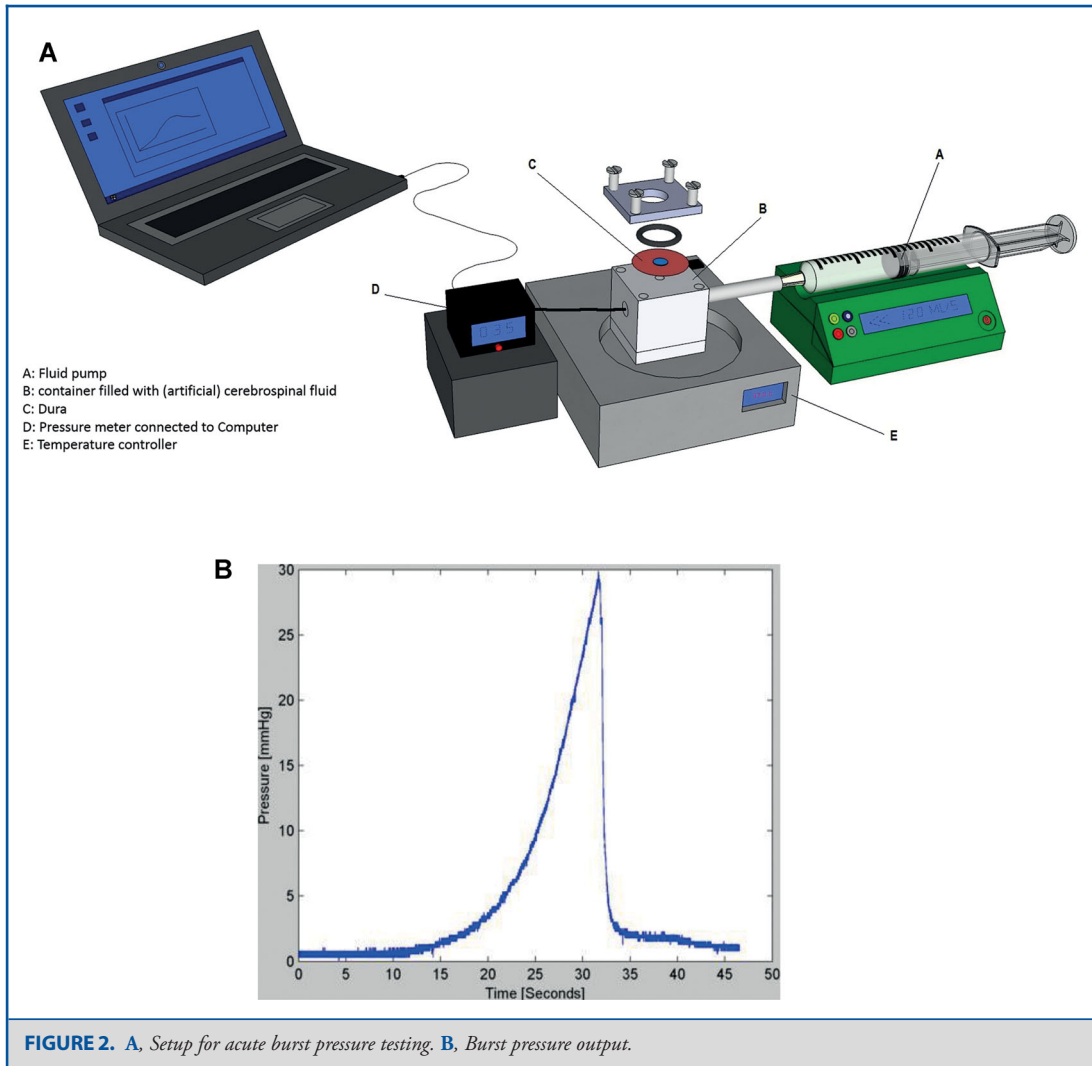 A
A
C
B
D
035
<< 120 ML/S
E
A: Fluid pump
B: container filled with (artificial) cerebrospinal fluid
C: Dura
D: Pressure meter connected to Computer
E: Temperature controller
B
30
25
20
15
10
5
0
Pressure [mmHg]
0 5 10 15 20 25 30 35 40 45 50
Time [Seconds]
FIGURE 2. A, Setup for acute burst pressure testing. B, Burst pressure output.